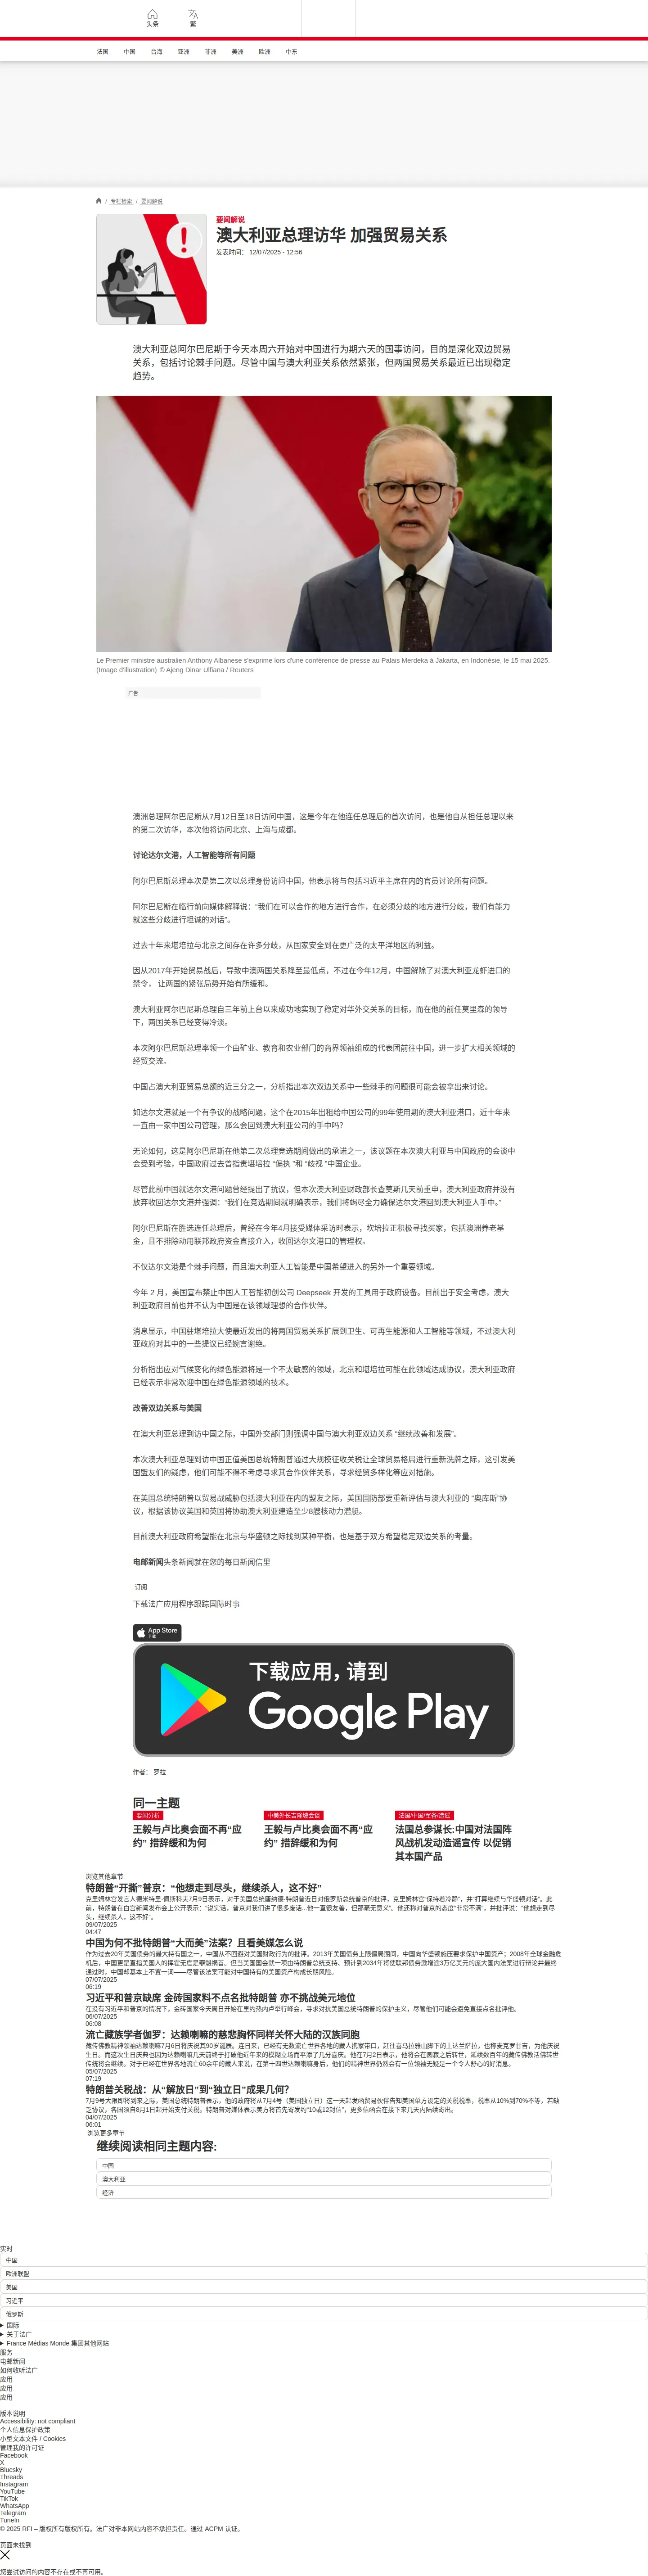 头条
繁
法国
中国
台海
亚洲
非洲
美洲
欧洲
中东
/ 专栏检索 / 要闻解说
要闻解说
澳大利亚总理访华 加强贸易关系
发表时间： 12/07/2025 - 12:56
澳大利亚总阿尔巴尼斯于今天本周六开始对中国进行为期六天的国事访问，目的是深化双边贸易
关系，包括讨论棘手问题。尽管中国与澳大利亚关系依然紧张，但两国贸易关系最近已出现稳定
趋势。
Le Premier ministre australien Anthony Albanese s'exprime lors d'une conférence de presse au Palais Merdeka à Jakarta, en Indonésie, le 15 mai 2025.
(Image d'illustration) © Ajeng Dinar Ulfiana / Reuters
广告
澳洲总理阿尔巴尼斯从7月12日至18日访问中国，这是今年在他连任总理后的首次访问，也是他自从担任总理以来
的第二次访华，本次他将访问北京、上海与成都。
讨论达尔文港，人工智能等所有问题
阿尔巴尼斯总理本次是第二次以总理身份访问中国，他表示将与包括习近平主席在内的官员讨论所有问题。
阿尔巴尼斯在临行前向媒体解释说：“我们在可以合作的地方进行合作，在必须分歧的地方进行分歧，我们有能力
就这些分歧进行坦诚的对话”。
过去十年来堪培拉与北京之间存在许多分歧，从国家安全到在更广泛的太平洋地区的利益。
因从2017年开始贸易战后，导致中澳两国关系降至最低点，不过在今年12月，中国解除了对澳大利亚龙虾进口的
禁令， 让两国的紧张局势开始有所缓和。
澳大利亚阿尔巴尼斯总理自三年前上台以来成功地实现了稳定对华外交关系的目标，而在他的前任莫里森的领导
下，两国关系已经变得冷淡。
本次阿尔巴尼斯总理率领一个由矿业、教育和农业部门的商界领袖组成的代表团前往中国，进一步扩大相关领域的
经贸交流。
中国占澳大利亚贸易总额的近三分之一，分析指出本次双边关系中一些棘手的问题很可能会被拿出来讨论。
如达尔文港就是一个有争议的战略问题，这个在2015年出租给中国公司的99年使用期的澳大利亚港口，近十年来
一直由一家中国公司管理，那么会回到澳大利亚公司的手中吗？
无论如何，这是阿尔巴尼斯在他第二次总理竞选期间做出的承诺之一，该议题在本次澳大利亚与中国政府的会谈中
会受到考验，中国政府过去曾指责堪培拉 “偏执 ”和 “歧视 ”中国企业。
尽管此前中国就达尔文港问题曾经提出了抗议，但本次澳大利亚财政部长查莫斯几天前重申，澳大利亚政府并没有
放弃收回达尔文港并强调：“我们在竞选期间就明确表示，我们将竭尽全力确保达尔文港回到澳大利亚人手中。”
阿尔巴尼斯在胜选连任总理后，曾经在今年4月接受媒体采访时表示，坎培拉正积极寻找买家，包括澳洲养老基
金，且不排除动用联邦政府资金直接介入，收回达尔文港口的管理权。
不仅达尔文港是个棘手问题，而且澳大利亚人工智能是中国希望进入的另外一个重要领域。
今年 2 月，美国宣布禁止中国人工智能初创公司 Deepseek 开发的工具用于政府设备。目前出于安全考虑，澳大
利亚政府目前也并不认为中国是在该领域理想的合作伙伴。
消息显示，中国驻堪培拉大使最近发出的将两国贸易关系扩展到卫生、可再生能源和人工智能等领域，不过澳大利
亚政府对其中的一些提议已经婉言谢绝。
分析指出应对气候变化的绿色能源将是一个不太敏感的领域，北京和堪培拉可能在此领域达成协议，澳大利亚政府
已经表示非常欢迎中国在绿色能源领域的技术。
改善双边关系与美国
在澳大利亚总理到访中国之际，中国外交部门则强调中国与澳大利亚双边关系 “继续改善和发展”。
本次澳大利亚总理到访中国正值美国总统特朗普通过大规模征收关税让全球贸易格局进行重新洗牌之际，这引发美
国盟友们的疑虑，他们可能不得不考虑寻求其合作伙伴关系，寻求经贸多样化等应对措施。
在美国总统特朗普以贸易战威胁包括澳大利亚在内的盟友之际，美国国防部要重新评估与澳大利亚的 “奥库斯”协
议，根据该协议美国和英国将协助澳大利亚建造至少8艘核动力潜艇。
目前澳大利亚政府希望能在北京与华盛顿之际找到某种平衡，也是基于双方希望稳定双边关系的考量。
电邮新闻头条新闻就在您的每日新闻信里
订阅
下载法广应用程序跟踪国际时事
App Store
下载
下载应用，请到
Google Play
作者： 罗拉
同一主题
要闻分析
王毅与卢比奥会面不再“应
约” 措辞缓和为何
中美外长吉隆坡会谈
王毅与卢比奥会面不再“应
约” 措辞缓和为何
法国/中国/军备/谎谣
法国总参谋长:中国对法国阵
风战机发动造谣宣传 以促销
其本国产品
浏览其他章节
特朗普“开撕”普京：“他想走到尽头，继续杀人，这不好”
克里姆林宫发言人德米特里·佩斯科夫7月9日表示，对于美国总统唐纳德·特朗普近日对俄罗斯总统普京的批评，克里姆林宫“保持着冷静”，并“打算继续与华盛顿对话”。此
前，特朗普在白宫新闻发布会上公开表示：“说实话，普京对我们讲了很多废话...他一直很友善，但那毫无意义”。他还称对普京的态度“非常不满”，并批评说：“他想走到尽
头，继续杀人，这不好”。
09/07/2025
04:47
中国为何不批特朗普“大而美”法案？且看美媒怎么说
作为过去20年美国债务的最大持有国之一，中国从不回避对美国财政行为的批评。2013年美国债务上限僵局期间，中国向华盛顿施压要求保护中国资产；2008年全球金融危
机后，中国更是直指美国人的挥霍无度是罪魁祸首。但当美国国会就一项由特朗普总统支持、预计到2034年将使联邦债务激增逾3万亿美元的庞大国内法案进行辩论并最终
通过时，中国却基本上不置一词——尽管该法案可能对中国持有的美国资产构成长期风险。
07/07/2025
06:19
习近平和普京缺席 金砖国家料不点名批特朗普 亦不挑战美元地位
在没有习近平和普京的情况下，金砖国家今天周日开始在里约热内卢举行峰会，寻求对抗美国总统特朗普的保护主义，尽管他们可能会避免直接点名批评他。
06/07/2025
06:08
流亡藏族学者伽罗：达赖喇嘛的慈悲胸怀同样关怀大陆的汉族同胞
藏传佛教精神领袖达赖喇嘛7月6日将庆祝其90岁诞辰。连日来，已经有无数流亡世界各地的藏人携家带口，赶往喜马拉雅山脚下的上达兰萨拉，也称麦克罗甘吉，为他庆祝
生日。而这次生日庆典也因为达赖喇嘛几天前终于打破他近年来的模糊立场而平添了几分喜庆。他在7月2日表示，他将会在圆寂之后转世，延续数百年的藏传佛教活佛转世
传统将会继续。对于已经在世界各地流亡60余年的藏人来说，在第十四世达赖喇嘛身后，他们的精神世界仍然会有一位领袖无疑是一个令人舒心的好消息。
05/07/2025
07:19
特朗普关税战：从“解放日”到“独立日”成果几何？
7月9号大限即将到来之际，美国总统特朗普表示，他的政府将从7月4号（美国独立日）这一天起发函贸易伙伴告知美国单方设定的关税税率，税率从10%到70%不等，若缺
乏协议，各国须自8月1日起开始支付关税。特朗普对媒体表示美方将首先寄发约“10或12封信”，更多信函会在接下来几天内陆续寄出。
04/07/2025
06:01
浏览更多章节
继续阅读相同主题内容:
中国
澳大利亚
经济
实时
中国
欧洲联盟
美国
习近平
俄罗斯
国际
关于法广
France Médias Monde 集团其他网站
服务
电邮新闻
如何收听法广
应用
应用
应用
版本说明
Accessibility: not compliant
个人信息保护政策
小型文本文件 / Cookies
管理我的许可证
Facebook
X
Bluesky
Threads
Instagram
YouTube
TikTok
WhatsApp
Telegram
TuneIn
© 2025 RFI – 版权所有版权所有。法广对非本网站内容不承担责任。通过 ACPM 认证。
页面未找到
您尝试访问的内容不存在或不再可用。